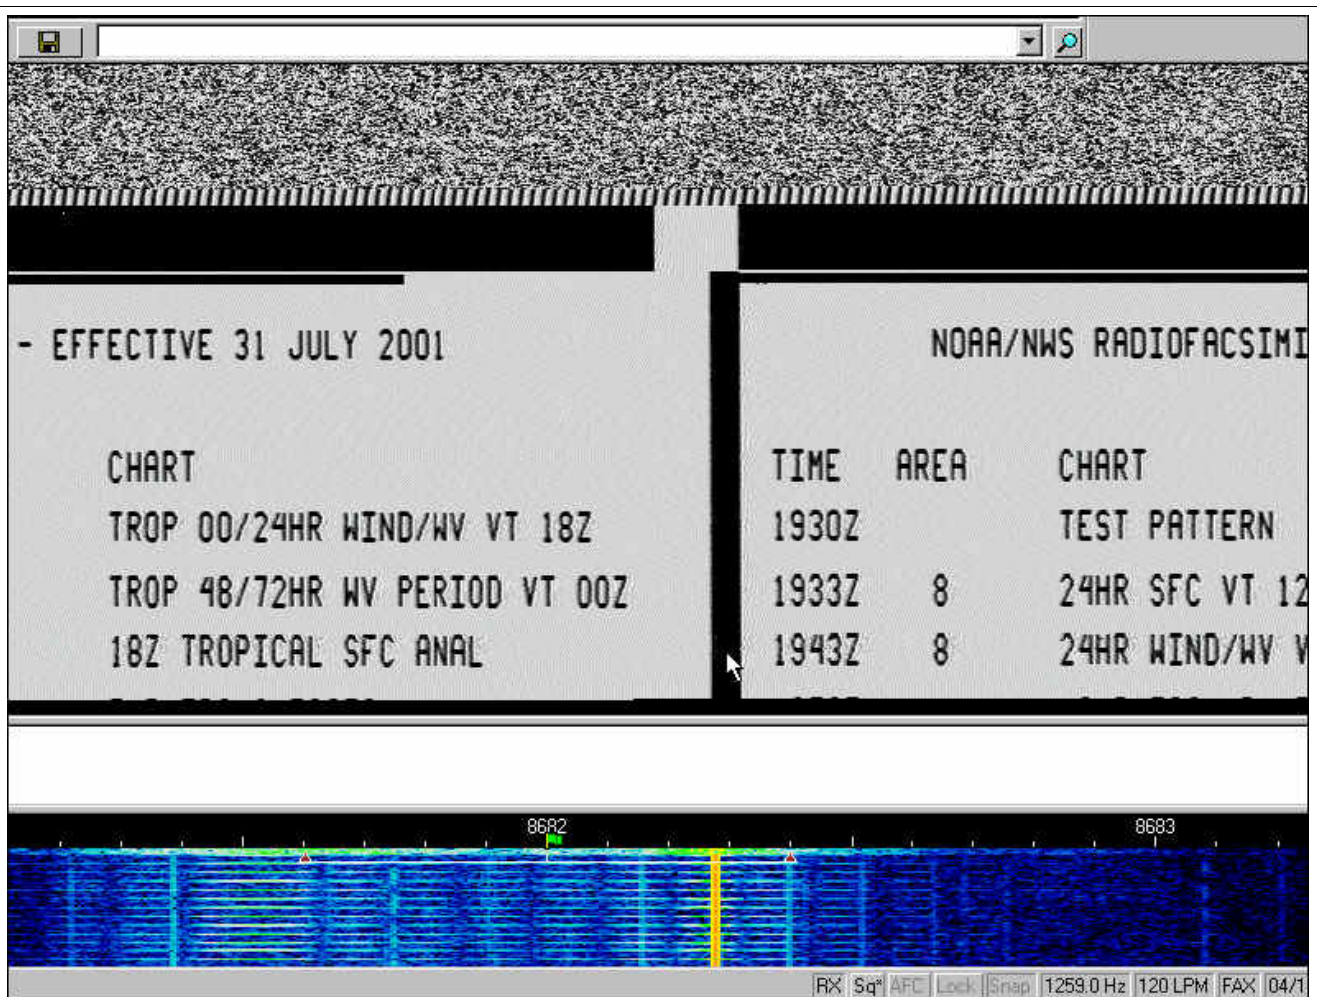 - EFFECTIVE 31 JULY 2001
NOAA/NWS RADIOFACSIMI
CHART
TIME AREA CHART
TROP 00/24HR WIND/WV VT 18Z
1930Z TEST PATTERN
TROP 48/72HR WV PERIOD VT 00Z
1933Z 8 24HR SFC VT 12
18Z TROPICAL SFC ANAL
1943Z 8 24HR WIND/WV V
8682 8683
RX Sq* AFC Lock Snap 1259.0 Hz 120 LPM FAX 04/1